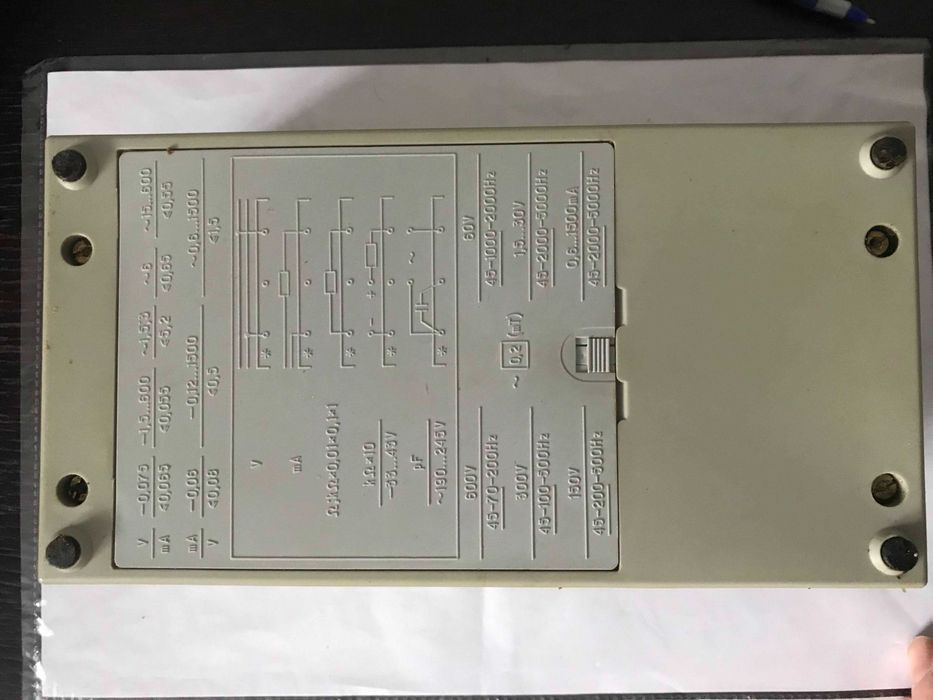 V −0,075 −1,5...600 ~1,5;3 ~6 ~15...600
mA ≤0,065 ≤0,055 ≤5,2 ≤0,65 ≤0,55
mA −0,06 −0,12...1500 ~0,6...1500
V ≤0,08 ≤0,5 ≤1,5
V *
mA *
Ω;kΩ×0,01×0,1×1 *
kΩ×10 − +
*
pF ~
~190...245V *
600V 60V
45-70-200Hz 45-1000-2000Hz
~ 0,2 (mT)
300V 1,5...30V
45-100-500Hz 45-2000-5000Hz
150V 0,6...1500mA
45-200-500Hz 45-2000-5000Hz